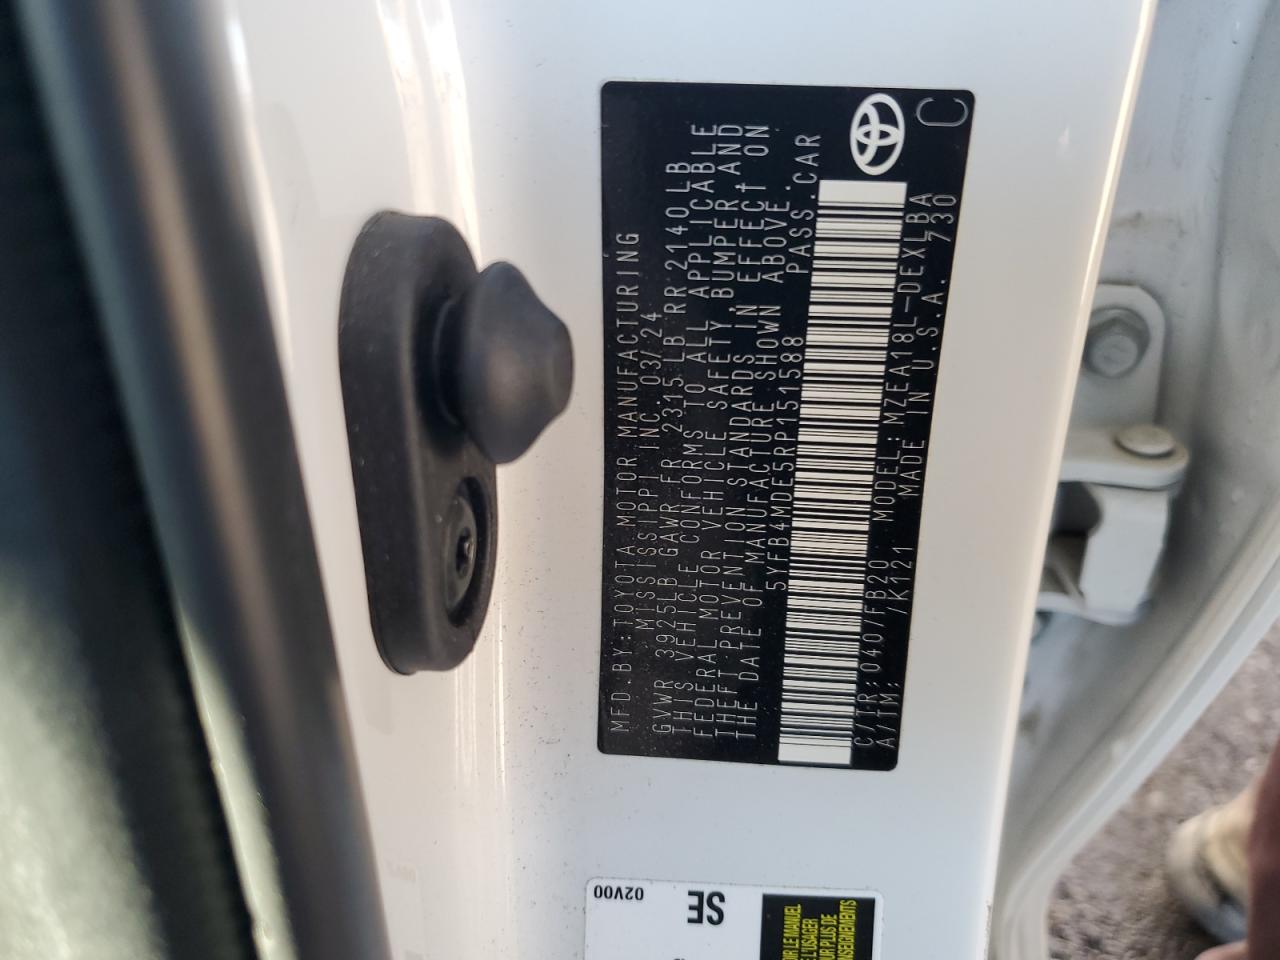 MFD.BY:TOYOTA MOTOR MANUFACTURING
MISSISSIPPI INC. 03/24
GVWR 3925LB GAWR FR 2315LB RR 2140LB
THIS VEHICLE CONFORMS TO ALL APPLICABLE
FEDERAL MOTOR VEHICLE SAFETY, BUMPER, AND
THEFT PREVENTION STANDARDS IN EFFECT ON
THE DATE OF MANUFACTURE SHOWN ABOVE.
5YFB4MDE5RP151588 PASS.CAR
C/TR:0407/FB20 MODEL:MZEA18L-DEXLBA
A/TM: /K121 MADE IN U.S.A. 730
C
02V00
SE
L'USAGER